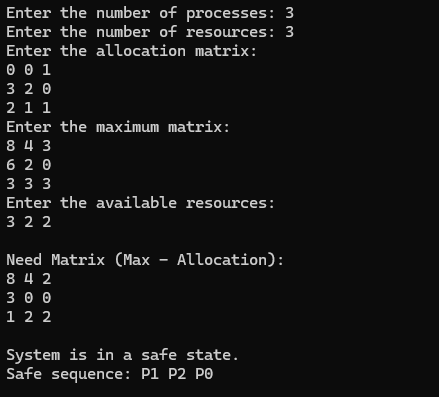 Enter the number of processes: 3
Enter the number of resources: 3
Enter the allocation matrix:
0 0 1
3 2 0
2 1 1
Enter the maximum matrix:
8 4 3
6 2 0
3 3 3
Enter the available resources:
3 2 2
Need Matrix (Max - Allocation):
8 4 2
3 0 0
1 2 2
System is in a safe state.
Safe sequence: P1 P2 P0